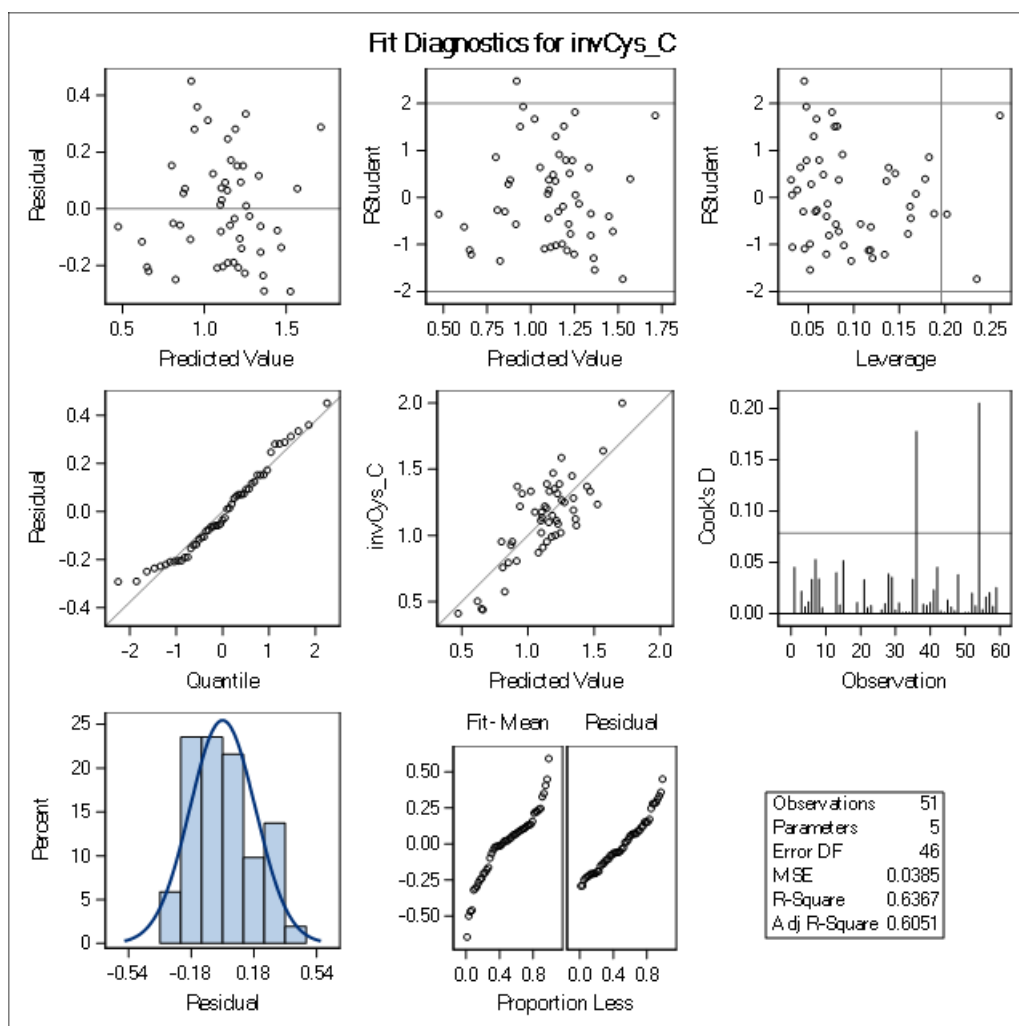 Fit Diagnostics for invCys_C
0.4
0.2
0.0
-0.2
Residual
0.5 1.0 1.5
Predicted Value
2
1
0
-1
-2
RStudent
0.50 0.75 1.00 1.25 1.50 1.75
Predicted Value
2
1
0
-1
-2
RStudent
0.05 0.10 0.15 0.20 0.25
Leverage
0.4
0.2
0.0
-0.2
-0.4
Residual
-2 -1 0 1 2
Quantile
2.0
1.5
1.0
0.5
invCys_C
0.5 1.0 1.5 2.0
Predicted Value
0.20
0.15
0.10
0.05
0.00
Cook's D
0 10 20 30 40 50 60
Observation
25
20
15
10
5
0
Percent
-0.54 -0.18 0.18 0.54
Residual
Fit-Mean Residual
0.50
0.25
0.00
-0.25
-0.50
0.0 0.4 0.8 0.0 0.4 0.8
Proportion Less
Observations 51
Parameters 5
Error DF 46
MSE 0.0385
R-Square 0.6367
Adj R-Square 0.6051